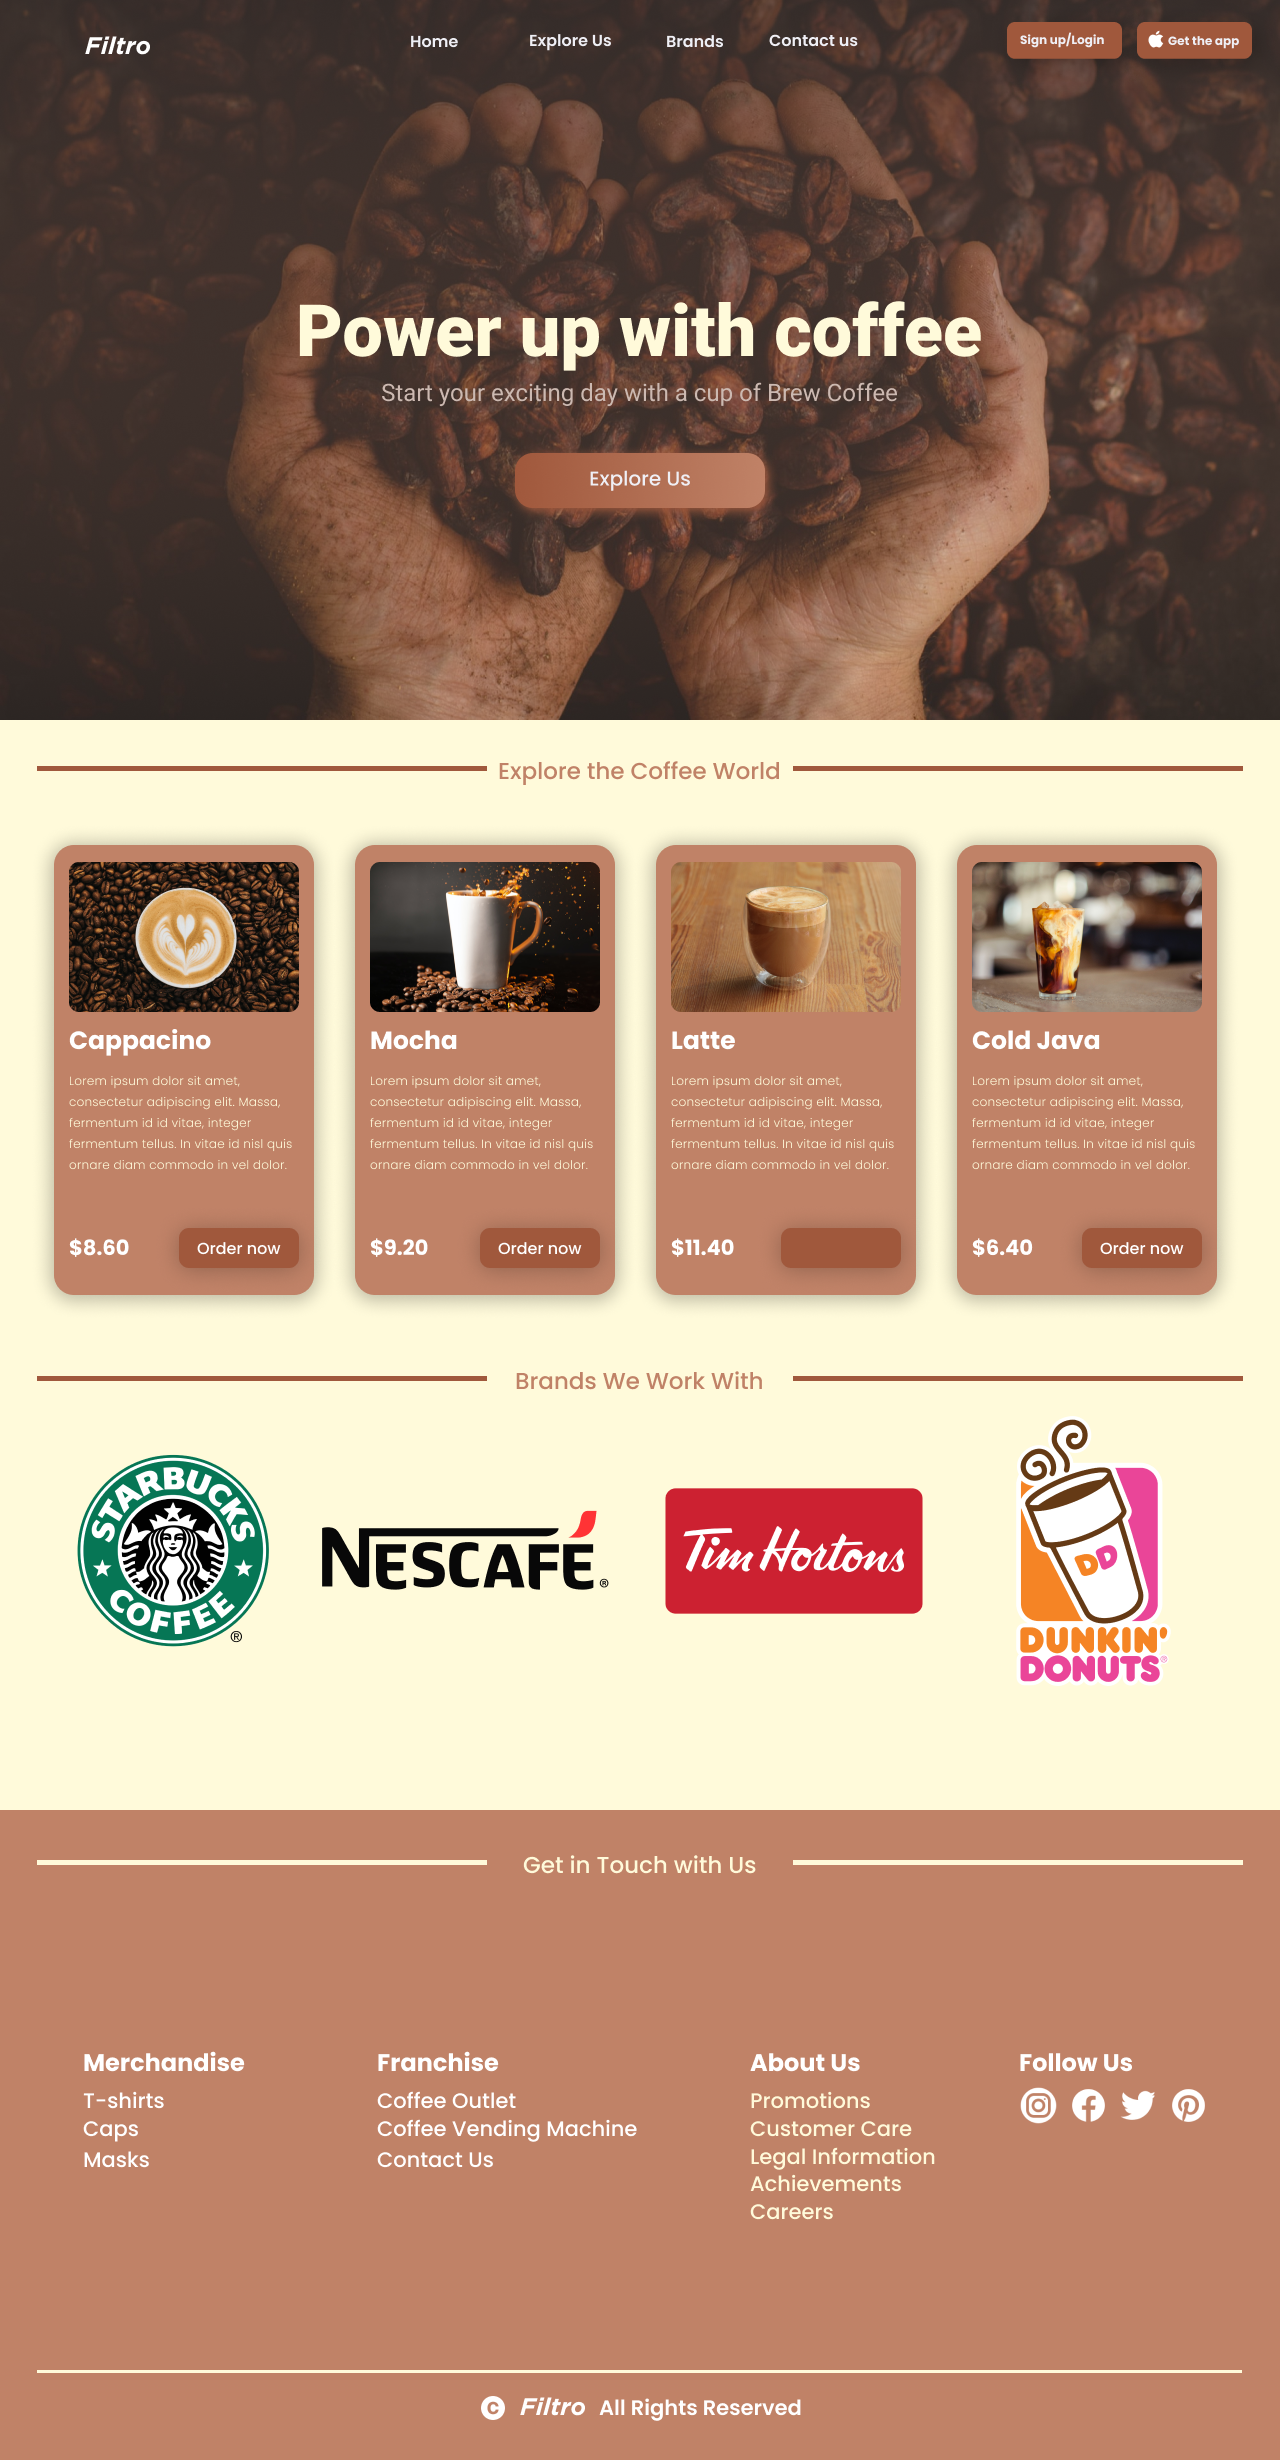 Filtro
Home
Explore Us
Brands
Contact us
Sign up/Login
Get the app
Power up with coffee
Start your exciting day with a cup of Brew Coffee
Explore Us
Explore the Coffee World
Cappacino
Lorem ipsum dolor sit amet,
consectetur adipiscing elit. Massa,
fermentum id id vitae, integer
fermentum tellus. In vitae id nisl quis
ornare diam commodo in vel dolor.
$8.60
Order now
Mocha
Lorem ipsum dolor sit amet,
consectetur adipiscing elit. Massa,
fermentum id id vitae, integer
fermentum tellus. In vitae id nisl quis
ornare diam commodo in vel dolor.
$9.20
Order now
Latte
Lorem ipsum dolor sit amet,
consectetur adipiscing elit. Massa,
fermentum id id vitae, integer
fermentum tellus. In vitae id nisl quis
ornare diam commodo in vel dolor.
$11.40
Cold Java
Lorem ipsum dolor sit amet,
consectetur adipiscing elit. Massa,
fermentum id id vitae, integer
fermentum tellus. In vitae id nisl quis
ornare diam commodo in vel dolor.
$6.40
Order now
Brands We Work With
STARBUCKS
COFFEE
®
NESCAFÉ®
Tim Hortons
DD
DUNKIN'
DONUTS®
Get in Touch with Us
Merchandise
T-shirts
Caps
Masks
Franchise
Coffee Outlet
Coffee Vending Machine
Contact Us
About Us
Promotions
Customer Care
Legal Information
Achievements
Careers
Follow Us
© Filtro All Rights Reserved